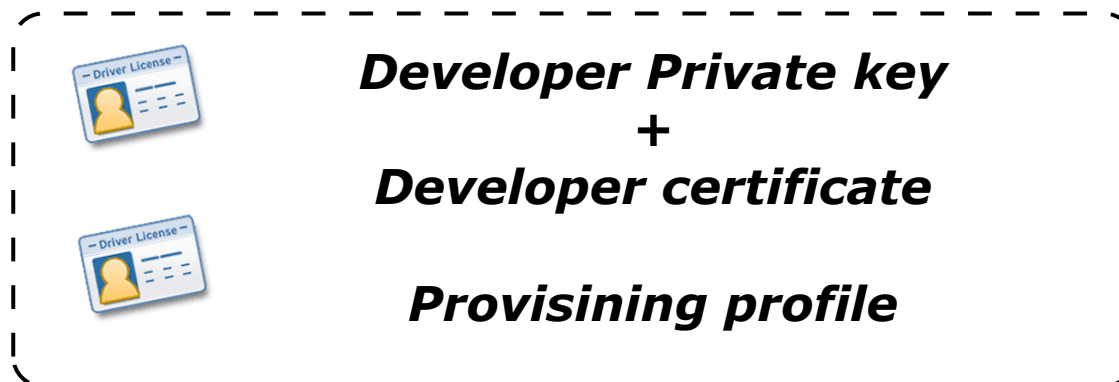 – Driver License –
Developer Private key
+
Developer certificate
– Driver License –
Provisining profile